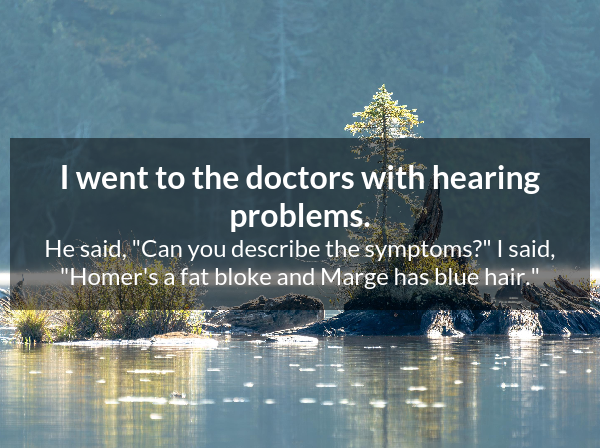 I went to the doctors with hearing
problems.
He said, "Can you describe the symptoms?" I said,
"Homer's a fat bloke and Marge has blue hair."